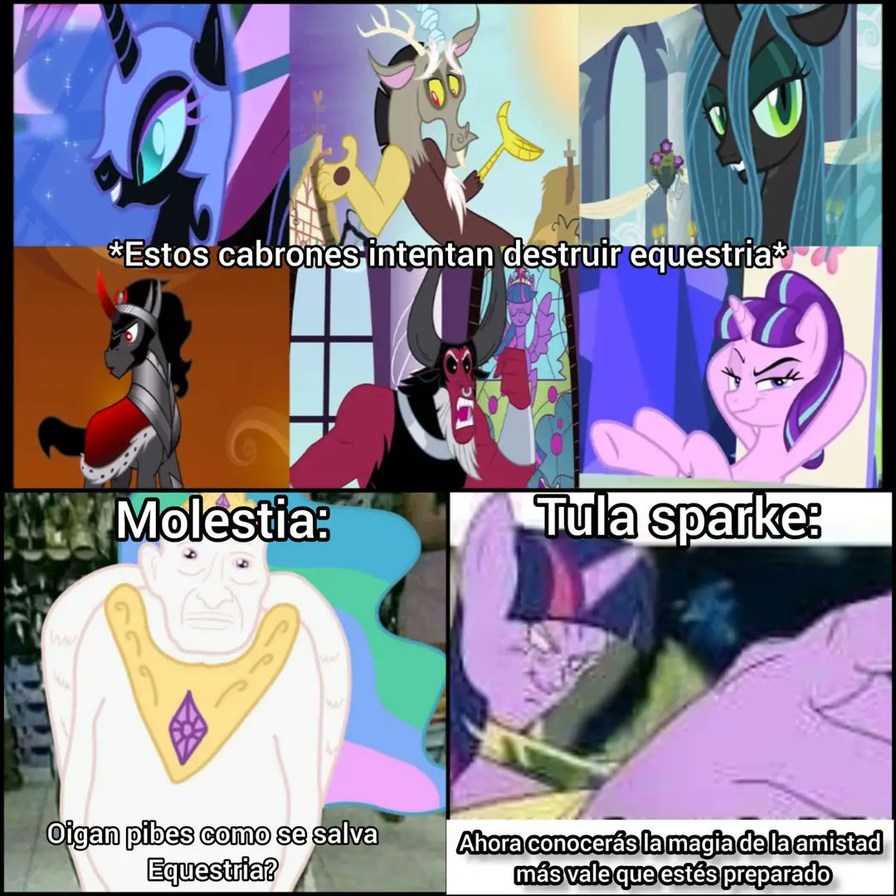 *Estos cabrones intentan destruir equestria*
Molestia:
Tula sparke:
Oigan pibes como se salva
Equestria?
Ahora conocerás la magia de la amistad
más vale que estés preparado